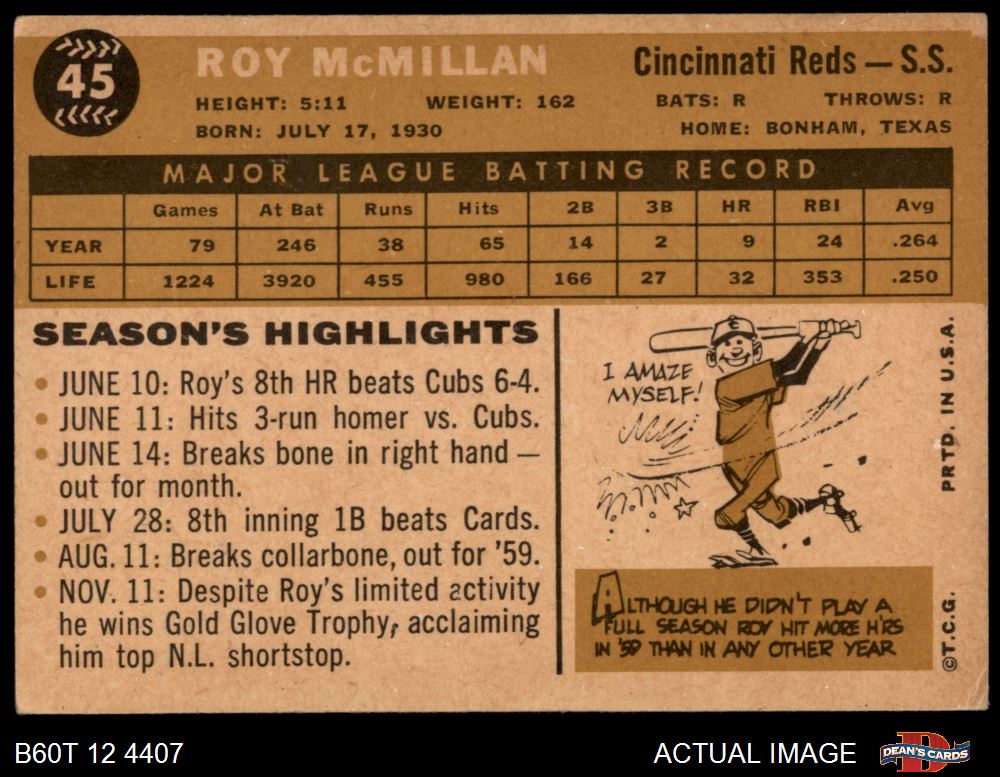 45
ROY McMILLAN
Cincinnati Reds — S.S.
HEIGHT: 5:11 WEIGHT: 162 BATS: R THROWS: R
BORN: JULY 17, 1930 HOME: BONHAM, TEXAS
MAJOR LEAGUE BATTING RECORD
Games At Bat Runs Hits 2B 3B HR RBI Avg
YEAR 79 246 38 65 14 2 9 24 .264
LIFE 1224 3920 455 980 166 27 32 353 .250
SEASON'S HIGHLIGHTS
• JUNE 10: Roy's 8th HR beats Cubs 6-4.
• JUNE 11: Hits 3-run homer vs. Cubs.
• JUNE 14: Breaks bone in right hand —
out for month.
• JULY 28: 8th inning 1B beats Cards.
• AUG. 11: Breaks collarbone, out for '59.
• NOV. 11: Despite Roy's limited activity
he wins Gold Glove Trophy, acclaiming
him top N.L. shortstop.
C
I AMAZE
MYSELF!
ALTHOUGH HE DIDN'T PLAY A
FULL SEASON ROY HIT MORE H'RS
IN '59 THAN IN ANY OTHER YEAR
©T.C.G. PRTD. IN U.S.A.
B60T 12 4407
ACTUAL IMAGE
D
DEAN'S CARDS